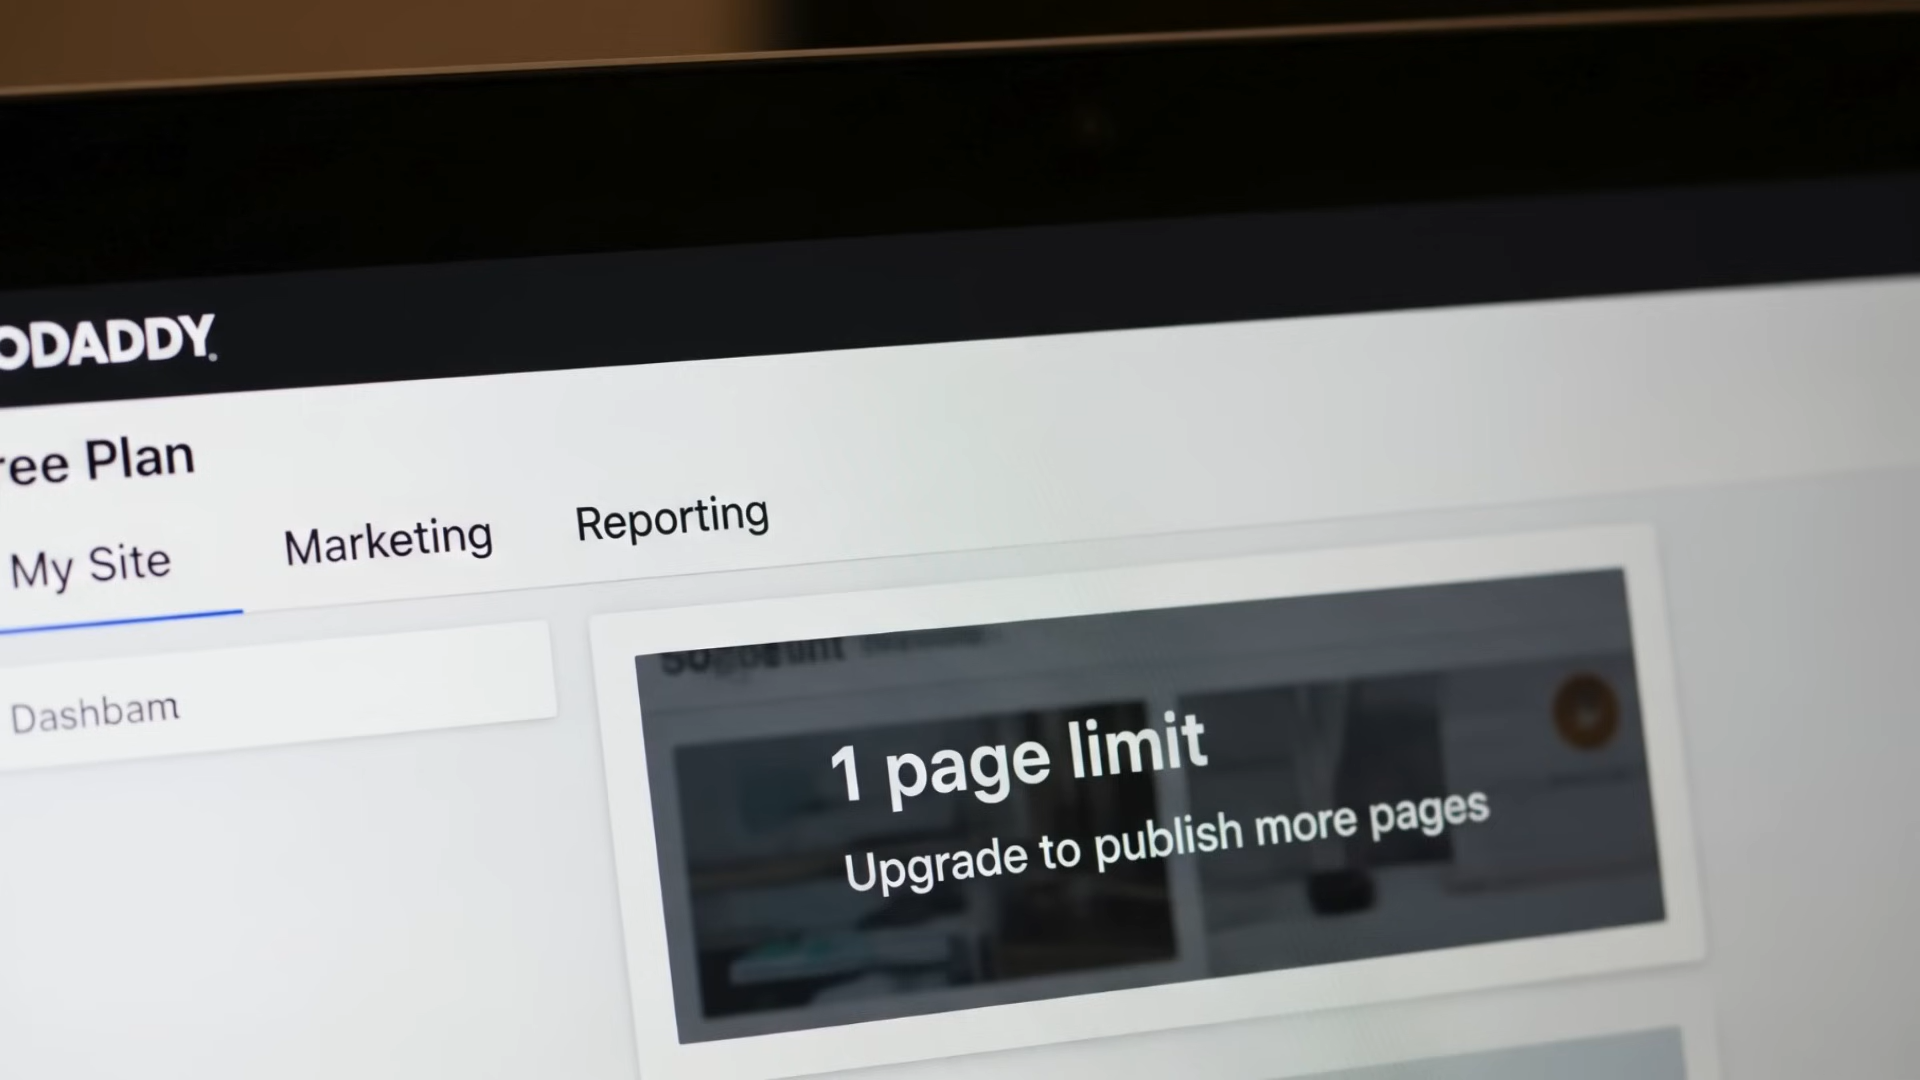 ODADDY.
ree Plan
My Site
Marketing
Reporting
Dashbam
1 page limit
Upgrade to publish more pages